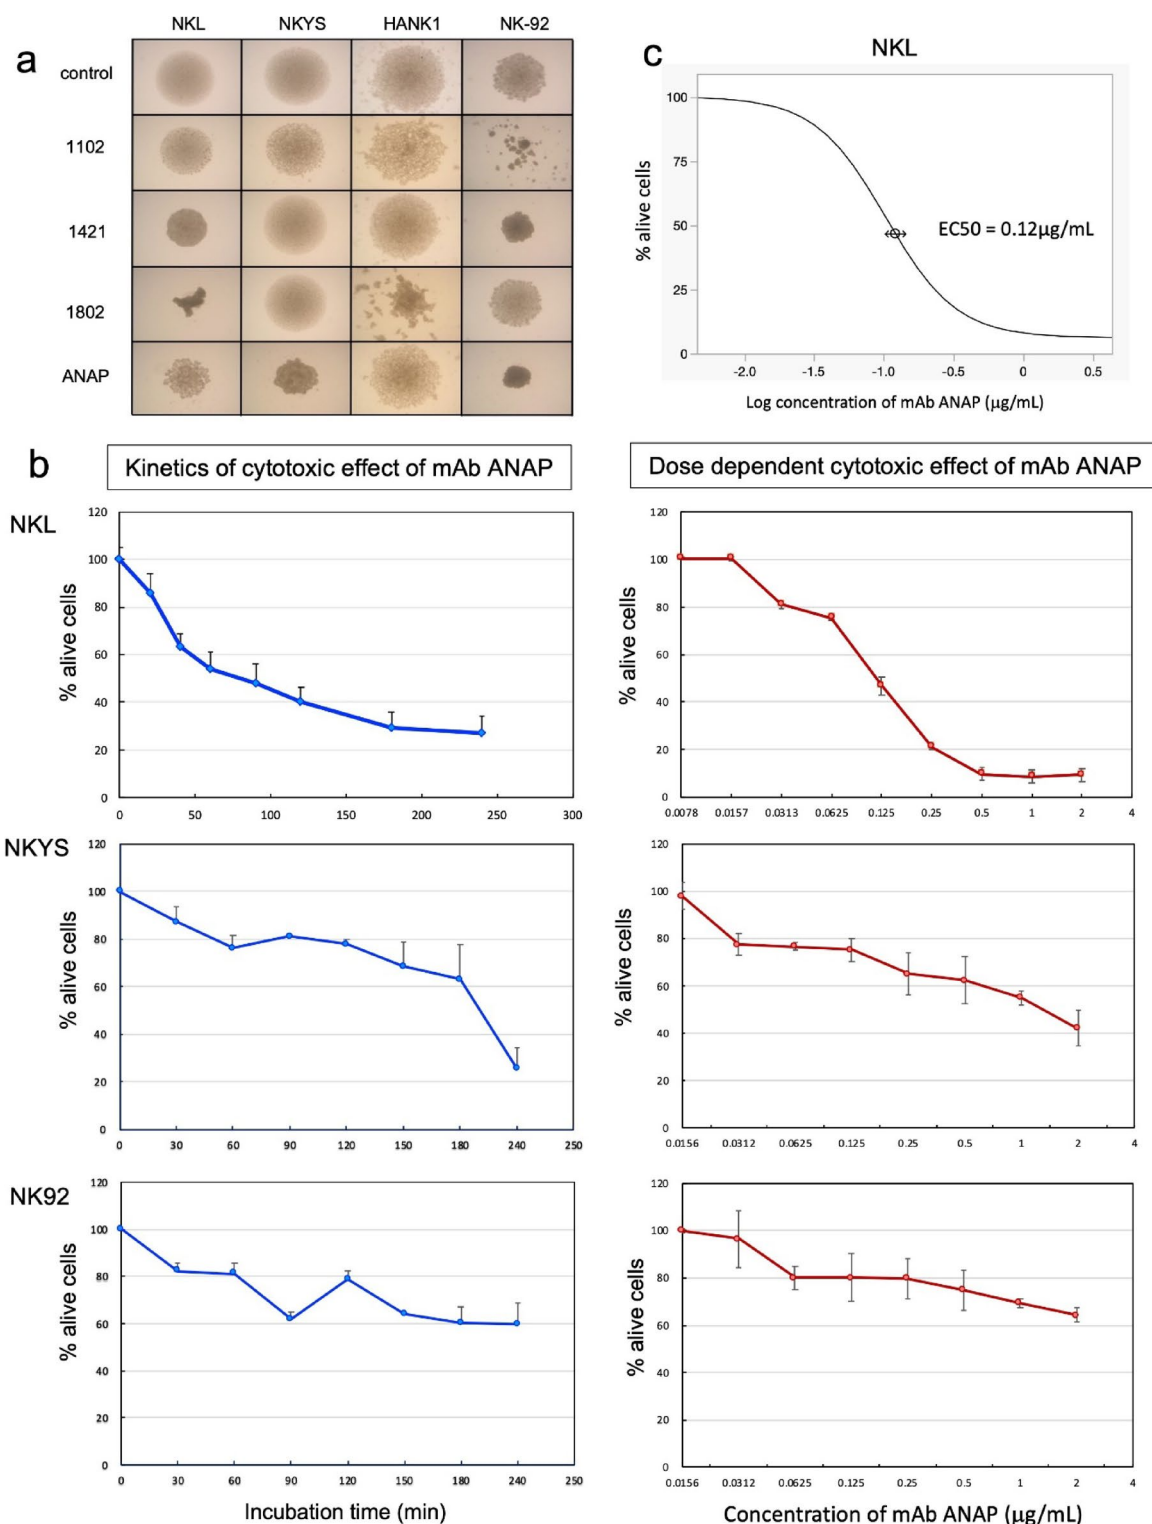 a
NKL NKYS HANK1 NK-92
control
1102
1421
1802
ANAP
c
NKL
% alive cells
100
75
50
25
0
EC50 = 0.12µg/mL
-2.0 -1.5 -1.0 -0.5 0 0.5
Log concentration of mAb ANAP (µg/mL)
b
Kinetics of cytotoxic effect of mAb ANAP
Dose dependent cytotoxic effect of mAb ANAP
NKL
% alive cells
120
100
80
60
40
20
0
0 50 100 150 200 250 300
% alive cells
120
100
80
60
40
20
0
0.0078 0.0157 0.0313 0.0625 0.125 0.25 0.5 1 2 4
NKYS
% alive cells
120
100
80
60
40
20
0
0 30 60 90 120 150 180 240 250
% alive cells
120
100
80
60
40
20
0
0.0156 0.0312 0.0625 0.125 0.25 0.5 1 2 4
NK92
% alive cells
120
100
80
60
40
20
0
0 30 60 90 120 150 180 240 250
Incubation time (min)
% alive cells
120
100
80
60
40
20
0
0.0156 0.0312 0.0625 0.125 0.25 0.5 1 2 4
Concentration of mAb ANAP (µg/mL)